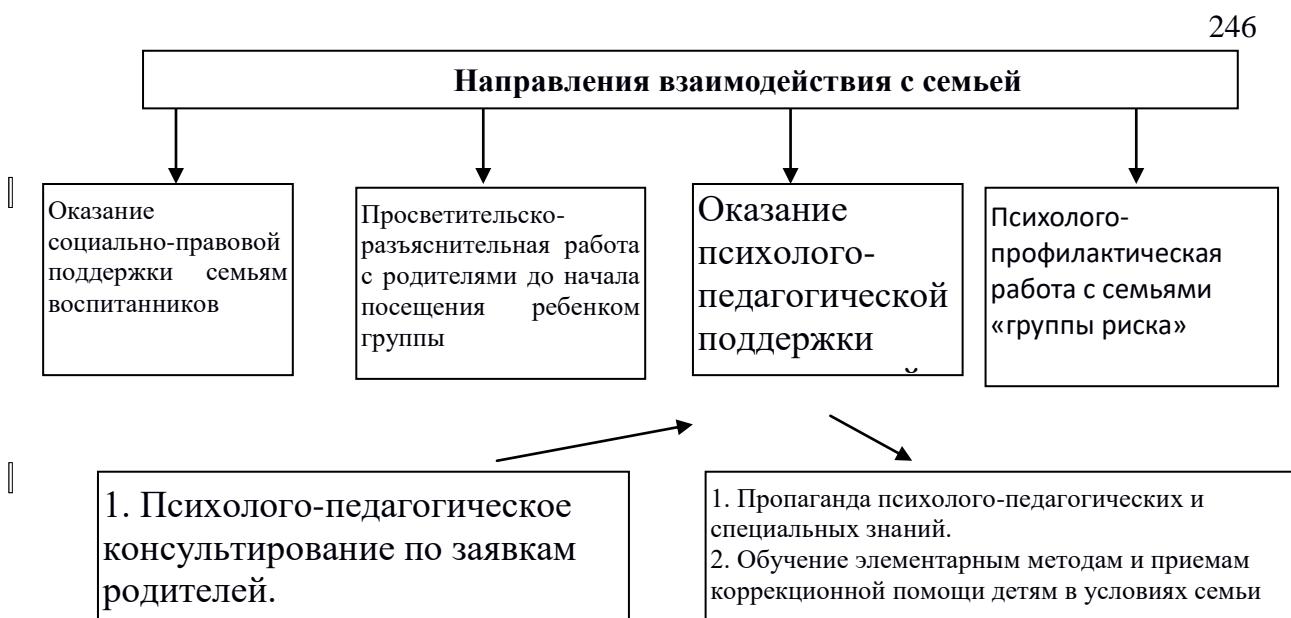 246
Направления взаимодействия с семьей
Оказание
социально-правовой
поддержки семьям
воспитанников
Просветительско-
разъяснительная работа
с родителями до начала
посещения ребенком
группы
Оказание
психолого-
педагогической
поддержки
Психолого-
профилактическая
работа с семьями
«группы риска»
1. Психолого-педагогическое
консультирование по заявкам
родителей.
1. Пропаганда психолого-педагогических и
специальных знаний.
2. Обучение элементарным методам и приемам
коррекционной помощи детям в условиях семьи